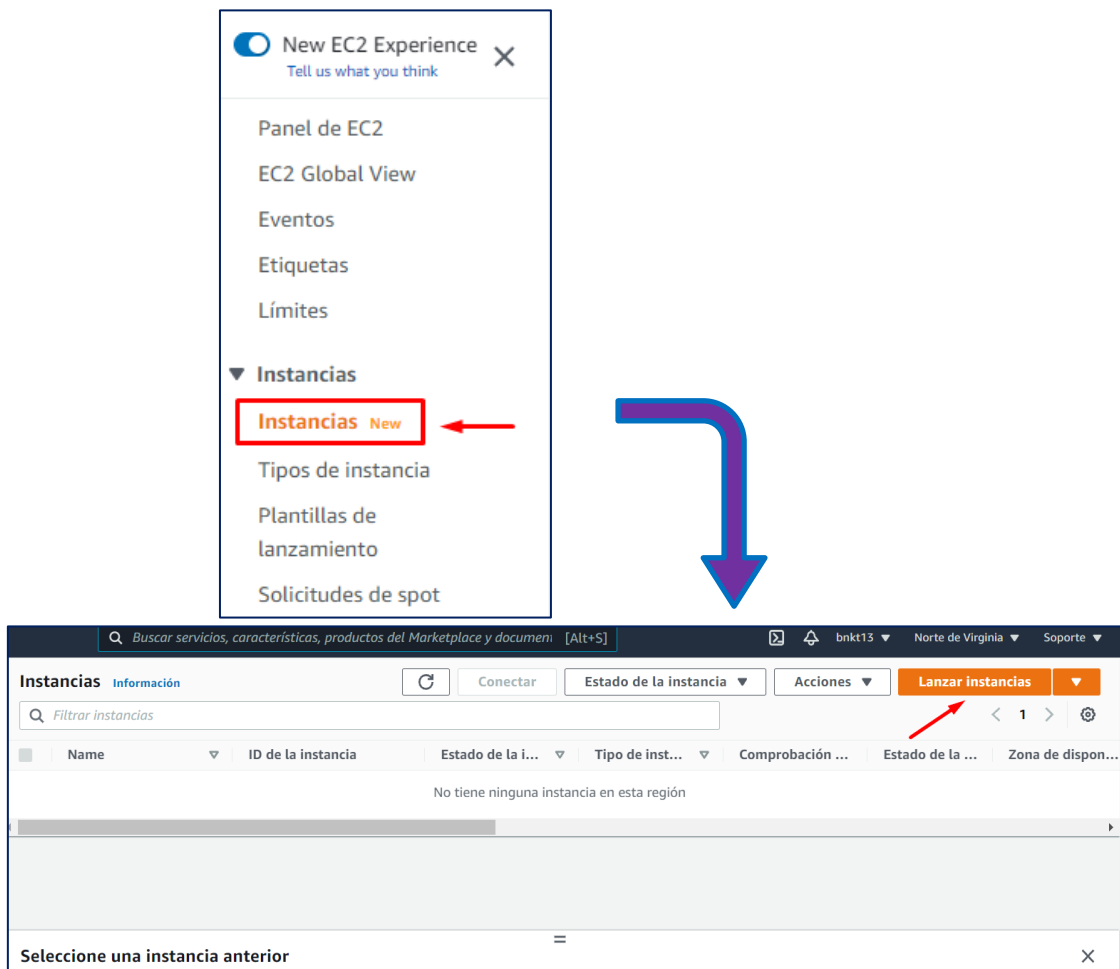 New EC2 Experience
Tell us what you think
Panel de EC2
EC2 Global View
Eventos
Etiquetas
Límites
Instancias
Instancias New
Tipos de instancia
Plantillas de
lanzamiento
Solicitudes de spot
Buscar servicios, características, productos del Marketplace y document [Alt+S] bnkt13 Norte de Virginia Soporte
Instancias Información Conectar Estado de la instancia Acciones Lanzar instancias
Filtrar instancias 1
Name ID de la instancia Estado de la i... Tipo de inst... Comprobación ... Estado de la ... Zona de dispon...
No tiene ninguna instancia en esta región
Seleccione una instancia anterior